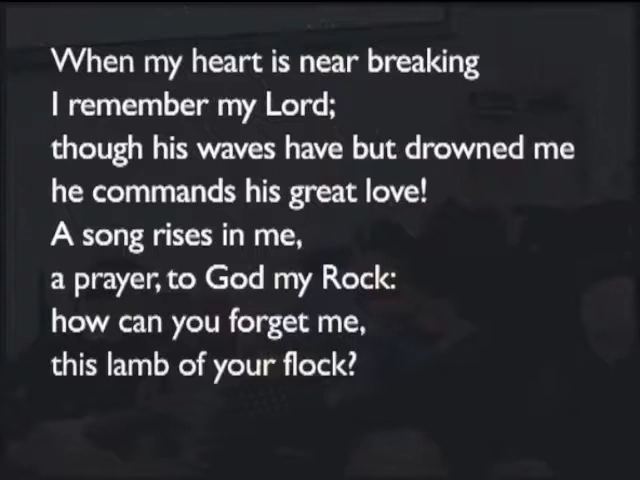 When my heart is near breaking
I remember my Lord;
though his waves have but drowned me
he commands his great love!
A song rises in me,
a prayer, to God my Rock:
how can you forget me,
this lamb of your flock?